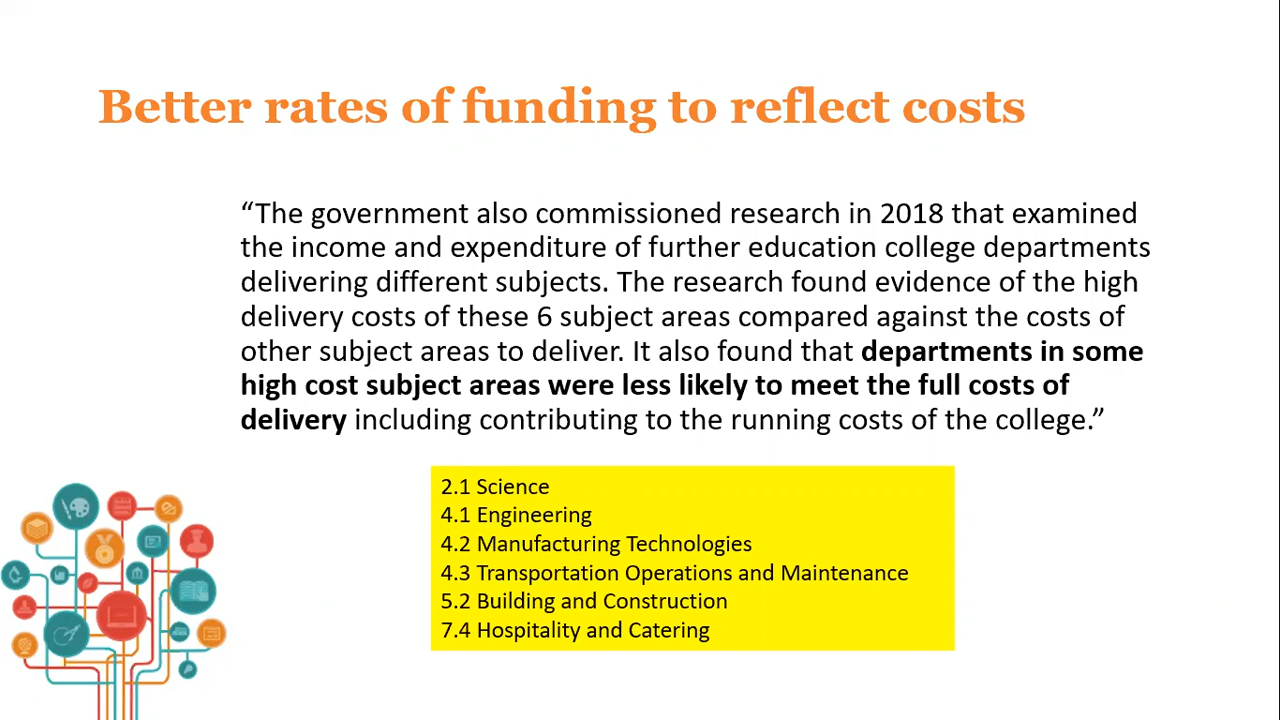 Better rates of funding to reflect costs
“The government also commissioned research in 2018 that examined
the income and expenditure of further education college departments
delivering different subjects. The research found evidence of the high
delivery costs of these 6 subject areas compared against the costs of
other subject areas to deliver. It also found that departments in some
high cost subject areas were less likely to meet the full costs of
delivery including contributing to the running costs of the college.”
2.1 Science
4.1 Engineering
4.2 Manufacturing Technologies
4.3 Transportation Operations and Maintenance
5.2 Building and Construction
7.4 Hospitality and Catering